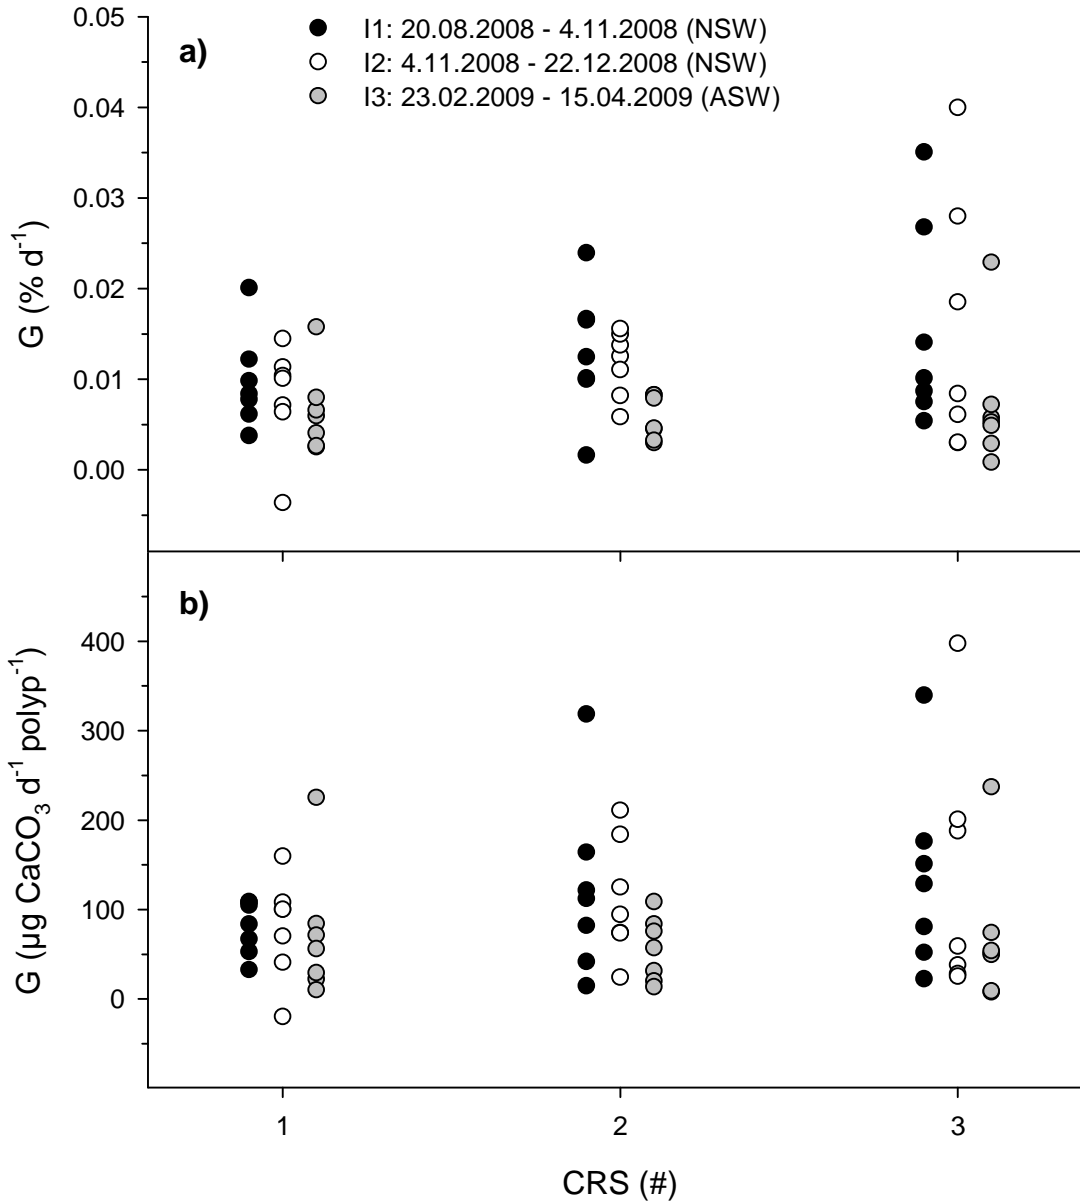 0.05
a)
I1: 20.08.2008 - 4.11.2008 (NSW)
I2: 4.11.2008 - 22.12.2008 (NSW)
I3: 23.02.2009 - 15.04.2009 (ASW)
0.04
0.03
0.02
0.01
0.00
G (% d⁻¹)
b)
400
300
200
100
0
G (µg CaCO₃ d⁻¹ polyp⁻¹)
1 2 3
CRS (#)